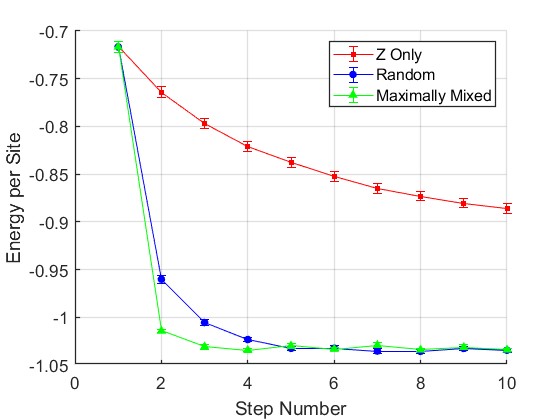 -0.7
-0.75
-0.8
-0.85
-0.9
-0.95
-1
-1.05
Energy per Site
Z Only
Random
Maximally Mixed
0 2 4 6 8 10
Step Number